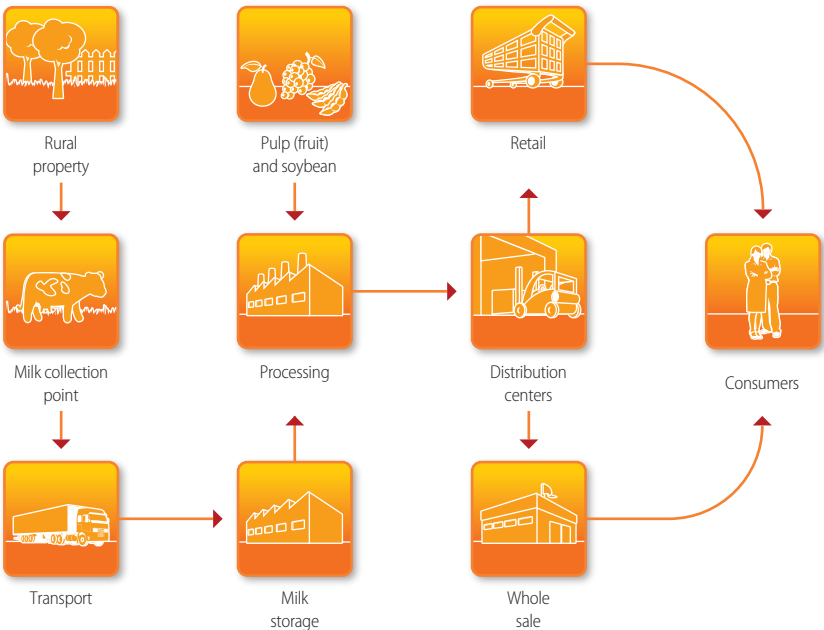 Rural
property
Pulp (fruit)
and soybean
Retail
Milk collection
point
Processing
Distribution
centers
Consumers
Transport
Milk
storage
Whole
sale